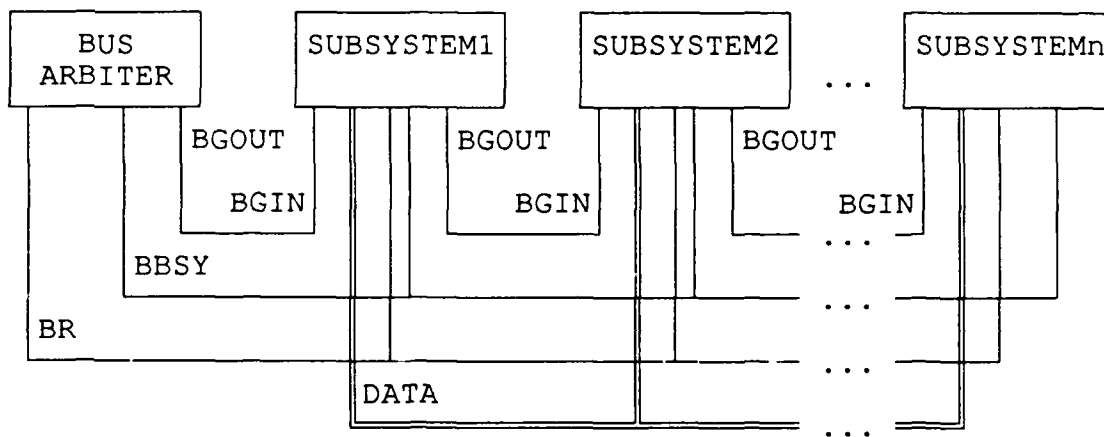 BUS
ARBITER
SUBSYSTEM1
SUBSYSTEM2
SUBSYSTEMn
...
BGOUT
BGOUT
BGOUT
BGIN
BGIN
BGIN
...
BBSY
...
BR
...
DATA
...